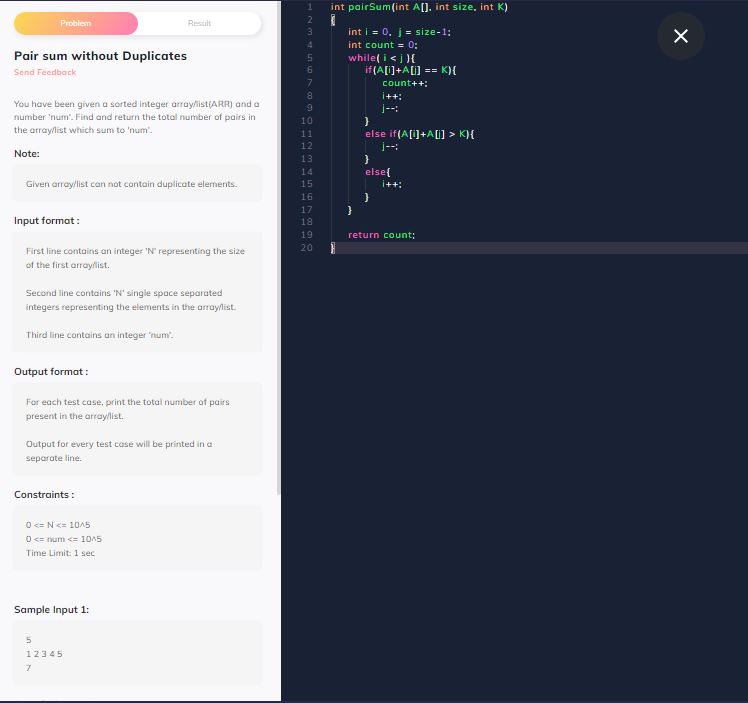 Problem
Result
Pair sum without Duplicates
Send Feedback
You have been given a sorted integer array/list(ARR) and a
number 'num'. Find and return the total number of pairs in
the array/list which sum to 'num'.
Note:
Given array/list can not contain duplicate elements.
Input format :
First line contains an integer 'N' representing the size
of the first array/list.
Second line contains 'N' single space separated
integers representing the elements in the array/list.
Third line contains an integer 'num'.
Output format :
For each test case, print the total number of pairs
present in the array/list.
Output for every test case will be printed in a
separate line.
Constraints :
0 <= N <= 10^5
0 <= num <= 10^5
Time Limit: 1 sec
Sample Input 1:
5
1 2 3 4 5
7
1 int pairSum(int A[], int size, int K)
2 {
3 int i = 0, j = size-1;
4 int count = 0;
5 while( i < j ){
6 if(A[i]+A[j] == K){
7 count++;
8 i++;
9 j--;
10 }
11 else if(A[i]+A[j] > K){
12 j--;
13 }
14 else{
15 i++;
16 }
17 }
18
19 return count;
20 }